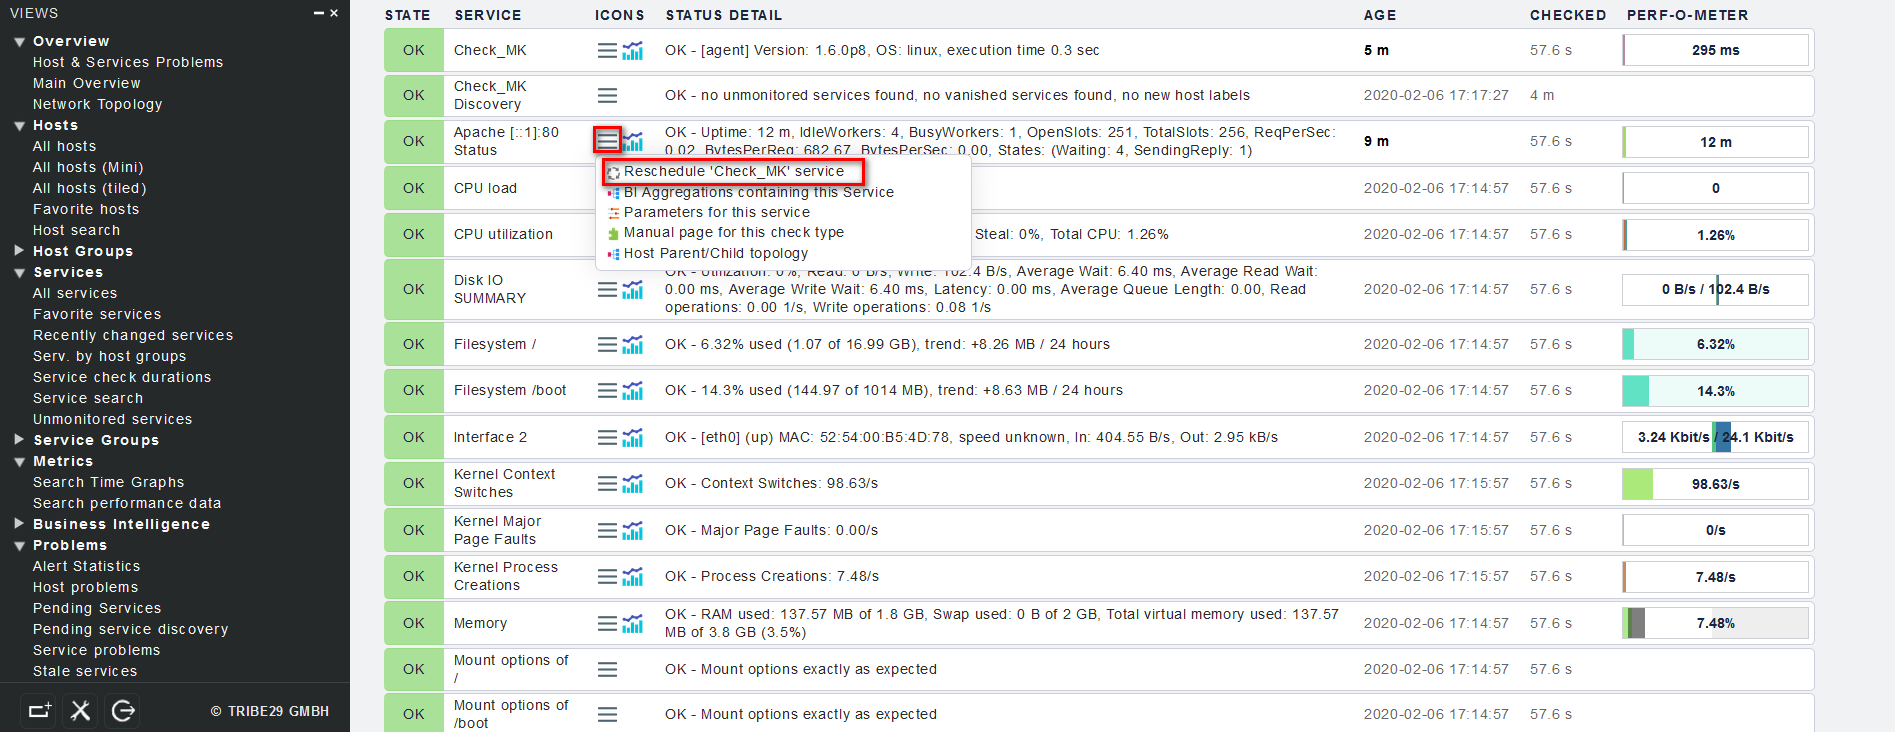 VIEWS
Overview
Host & Services Problems
Main Overview
Network Topology
Hosts
All hosts
All hosts (Mini)
All hosts (tiled)
Favorite hosts
Host search
Host Groups
Services
All services
Favorite services
Recently changed services
Serv. by host groups
Service check durations
Service search
Unmonitored services
Service Groups
Metrics
Search Time Graphs
Search performance data
Business Intelligence
Problems
Alert Statistics
Host problems
Pending Services
Pending service discovery
Service problems
Stale services
© TRIBE29 GMBH
STATE SERVICE ICONS STATUS DETAIL AGE CHECKED PERF-O-METER
OK Check_MK OK - [agent] Version: 1.6.0p8, OS: linux, execution time 0.3 sec 5 m 57.6 s 295 ms
Check_MK
OK Discovery OK - no unmonitored services found, no vanished services found, no new host labels 2020-02-06 17:17:27 4 m
Apache [::1]:80 OK - Uptime: 12 m, IdleWorkers: 4, BusyWorkers: 1, OpenSlots: 251, TotalSlots: 256, ReqPerSec:
OK Status 0.02, BytesPerReq: 682.67, BytesPerSec: 0.00, States: (Waiting: 4, SendingReply: 1) 9 m 57.6 s 12 m
Reschedule 'Check_MK' service
BI Aggregations containing this Service
Parameters for this service
Manual page for this check type
Host Parent/Child topology
OK CPU load 2020-02-06 17:14:57 57.6 s 0
OK CPU utilization Steal: 0%, Total CPU: 1.26% 2020-02-06 17:14:57 57.6 s 1.26%
Disk IO OK - Utilization: 0%, Read: 0 B/s, Write: 102.4 B/s, Average Wait: 6.40 ms, Average Read Wait:
OK SUMMARY 0.00 ms, Average Write Wait: 6.40 ms, Latency: 0.00 ms, Average Queue Length: 0.00, Read 2020-02-06 17:14:57 57.6 s 0 B/s / 102.4 B/s
operations: 0.00 1/s, Write operations: 0.08 1/s
OK Filesystem / OK - 6.32% used (1.07 of 16.99 GB), trend: +8.26 MB / 24 hours 2020-02-06 17:14:57 57.6 s 6.32%
OK Filesystem /boot OK - 14.3% used (144.97 of 1014 MB), trend: +8.63 MB / 24 hours 2020-02-06 17:14:57 57.6 s 14.3%
OK Interface 2 OK - [eth0] (up) MAC: 52:54:00:B5:4D:78, speed unknown, In: 404.55 B/s, Out: 2.95 kB/s 2020-02-06 17:14:57 57.6 s 3.24 Kbit/s / 24.1 Kbit/s
Kernel Context
OK Switches OK - Context Switches: 98.63/s 2020-02-06 17:15:57 57.6 s 98.63/s
Kernel Major
OK Page Faults OK - Major Page Faults: 0.00/s 2020-02-06 17:15:57 57.6 s 0/s
Kernel Process
OK Creations OK - Process Creations: 7.48/s 2020-02-06 17:15:57 57.6 s 7.48/s
OK Memory OK - RAM used: 137.57 MB of 1.8 GB, Swap used: 0 B of 2 GB, Total virtual memory used: 137.57 2020-02-06 17:14:57 57.6 s 7.48%
MB of 3.8 GB (3.5%)
Mount options of
OK / OK - Mount options exactly as expected 2020-02-06 17:14:57 57.6 s
Mount options of
OK /boot OK - Mount options exactly as expected 2020-02-06 17:14:57 57.6 s